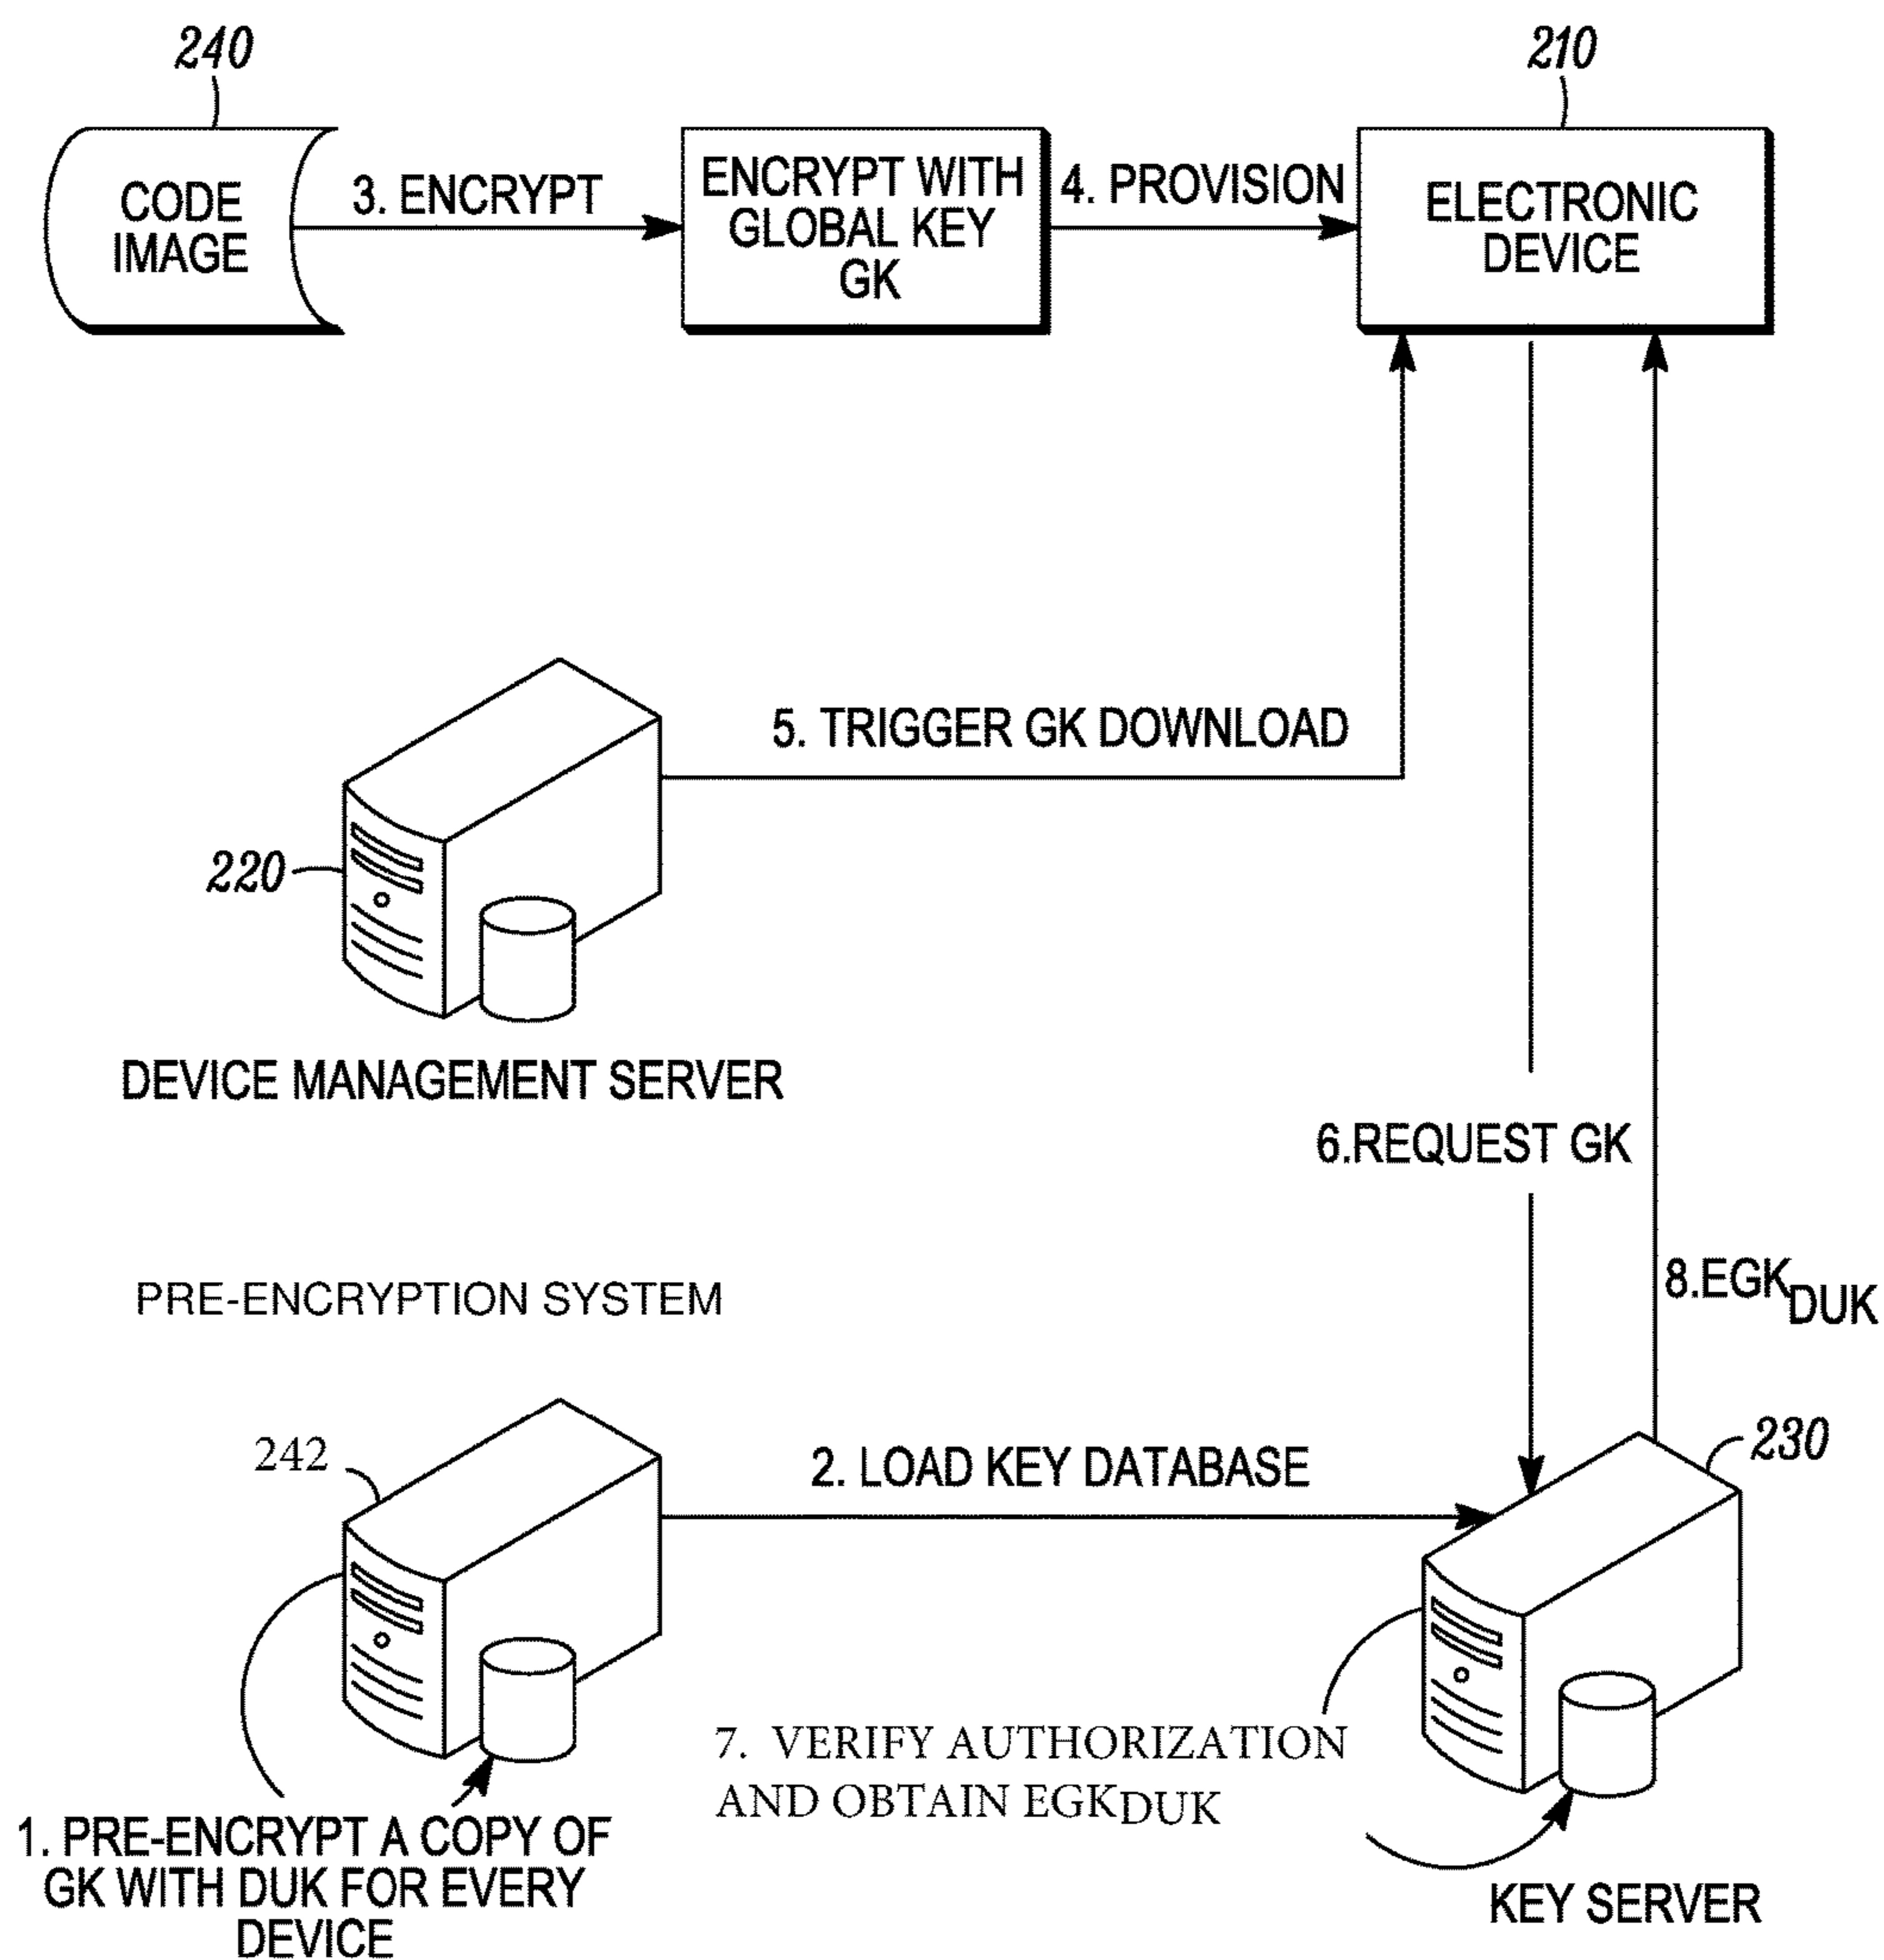 240
210
CODE
IMAGE
3. ENCRYPT
ENCRYPT WITH
GLOBAL KEY
GK
4. PROVISION
ELECTRONIC
DEVICE
5. TRIGGER GK DOWNLOAD
220
DEVICE MANAGEMENT SERVER
6.REQUEST GK
PRE-ENCRYPTION SYSTEM
8.EGKDUK
242
2. LOAD KEY DATABASE
230
7. VERIFY AUTHORIZATION
AND OBTAIN EGKDUK
1. PRE-ENCRYPT A COPY OF
GK WITH DUK FOR EVERY
DEVICE
KEY SERVER